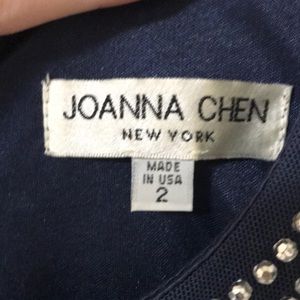 JOANNA CHEN
NEW YORK
MADE
IN USA
2